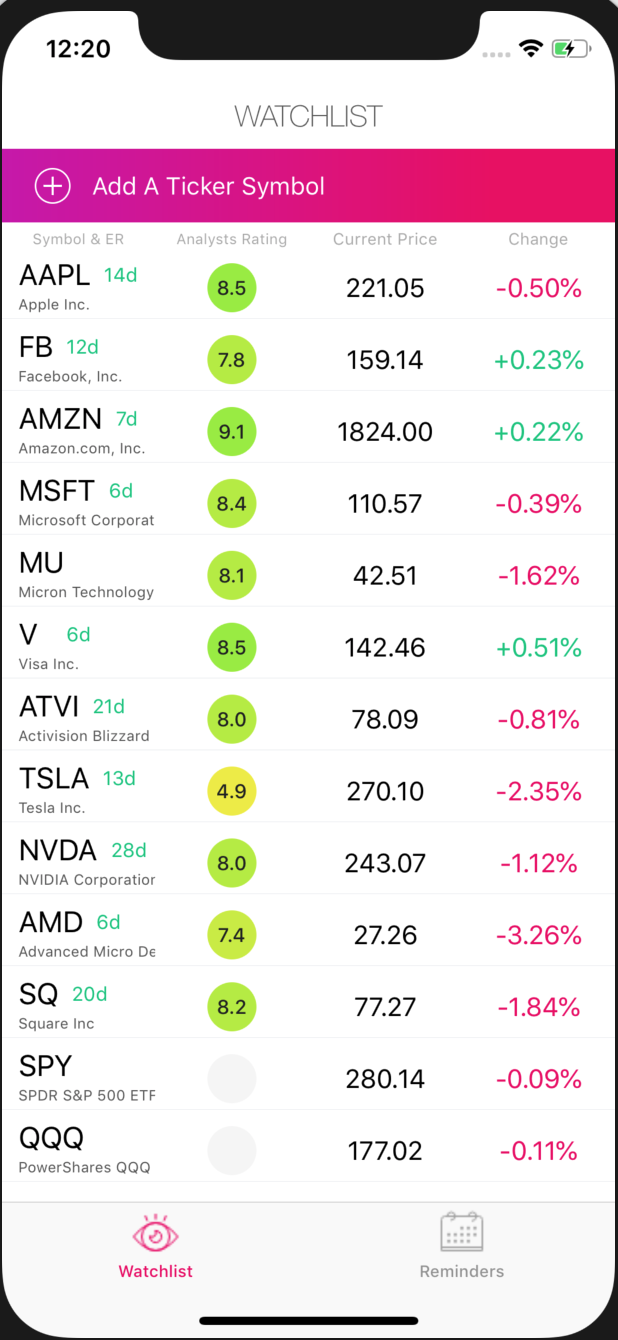 12:20
WATCHLIST
Add A Ticker Symbol
Symbol & ER Analysts Rating Current Price Change
AAPL 14d 8.5 221.05 -0.50%
Apple Inc.
FB 12d 7.8 159.14 +0.23%
Facebook, Inc.
AMZN 7d 9.1 1824.00 +0.22%
Amazon.com, Inc.
MSFT 6d 8.4 110.57 -0.39%
Microsoft Corporat
MU 8.1 42.51 -1.62%
Micron Technology
V 6d 8.5 142.46 +0.51%
Visa Inc.
ATVI 21d 8.0 78.09 -0.81%
Activision Blizzard
TSLA 13d 4.9 270.10 -2.35%
Tesla Inc.
NVDA 28d 8.0 243.07 -1.12%
NVIDIA Corporation
AMD 6d 7.4 27.26 -3.26%
Advanced Micro De
SQ 20d 8.2 77.27 -1.84%
Square Inc
SPY 280.14 -0.09%
SPDR S&P 500 ETF
QQQ 177.02 -0.11%
PowerShares QQQ
Watchlist Reminders